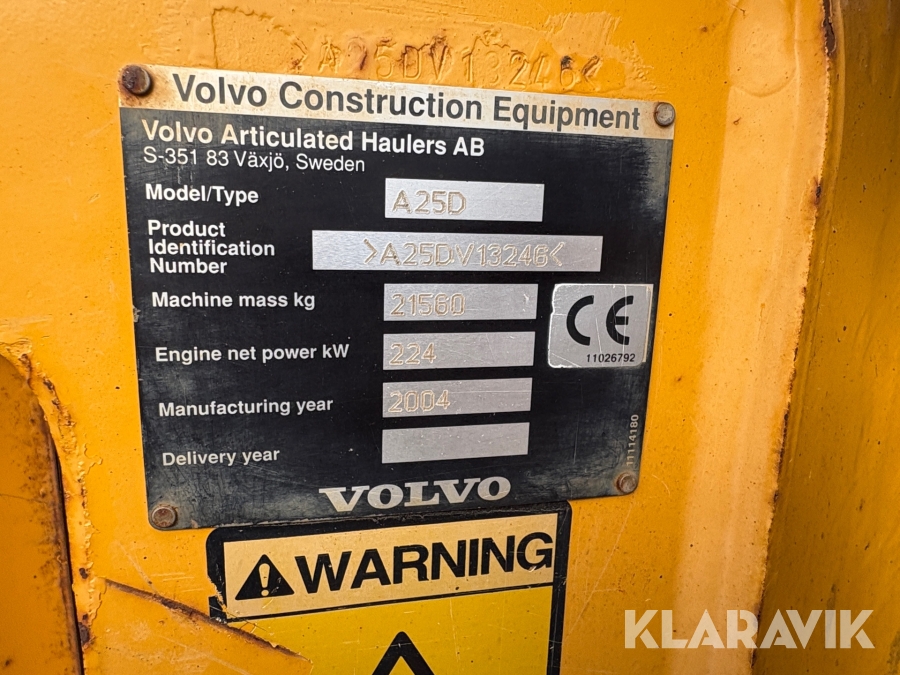 >A25DV13246<
Volvo Construction Equipment
Volvo Articulated Haulers AB
S-351 83 Växjö, Sweden
Model/Type A25D
Product
Identification
Number >A25DV13246<
Machine mass kg 21560
CE
11026792
Engine net power kW 224
Manufacturing year 2004
Delivery year
11114180
VOLVO
WARNING
KLARAVIK